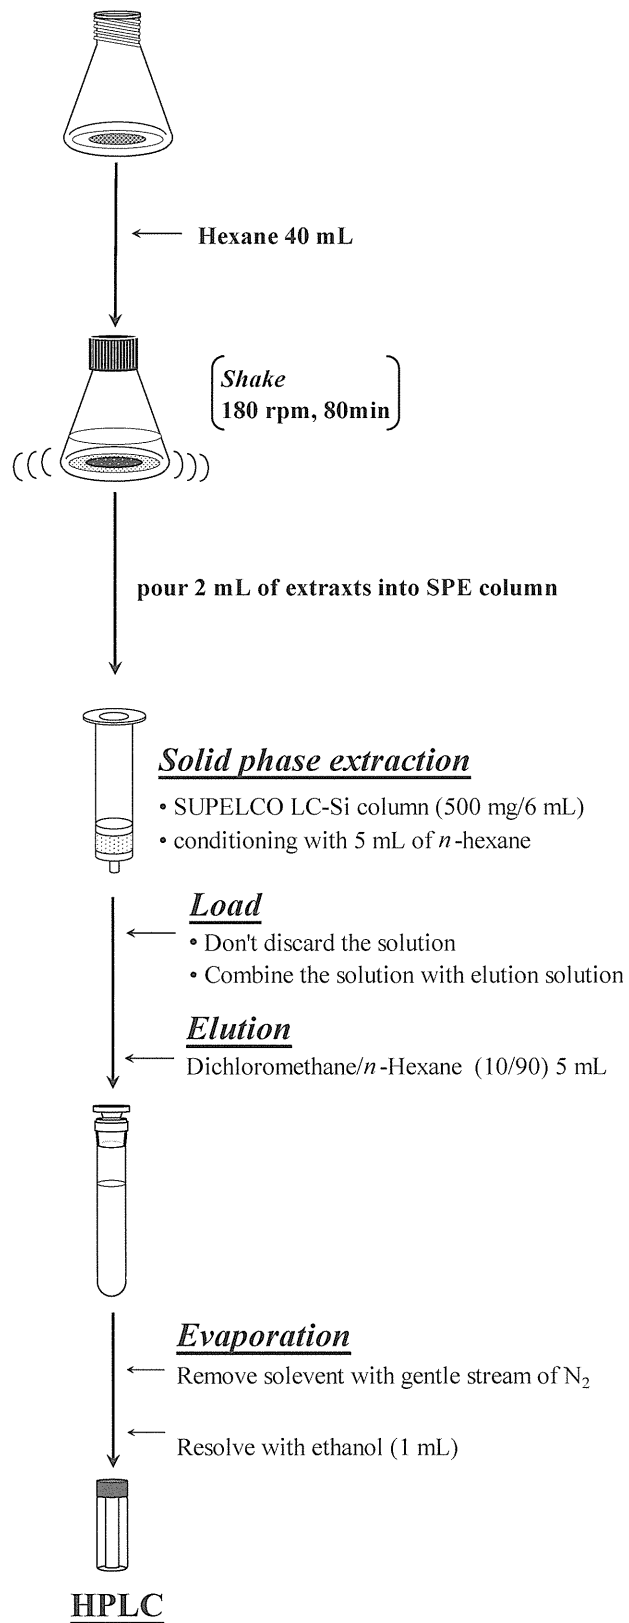 Hexane 40 mL
Shake
180 rpm, 80min
pour 2 mL of extraxts into SPE column
Solid phase extraction
• SUPELCO LC-Si column (500 mg/6 mL)
• conditioning with 5 mL of n-hexane
Load
• Don't discard the solution
• Combine the solution with elution solution
Elution
Dichloromethane/n-Hexane (10/90) 5 mL
Evaporation
Remove solevent with gentle stream of N₂
Resolve with ethanol (1 mL)
HPLC